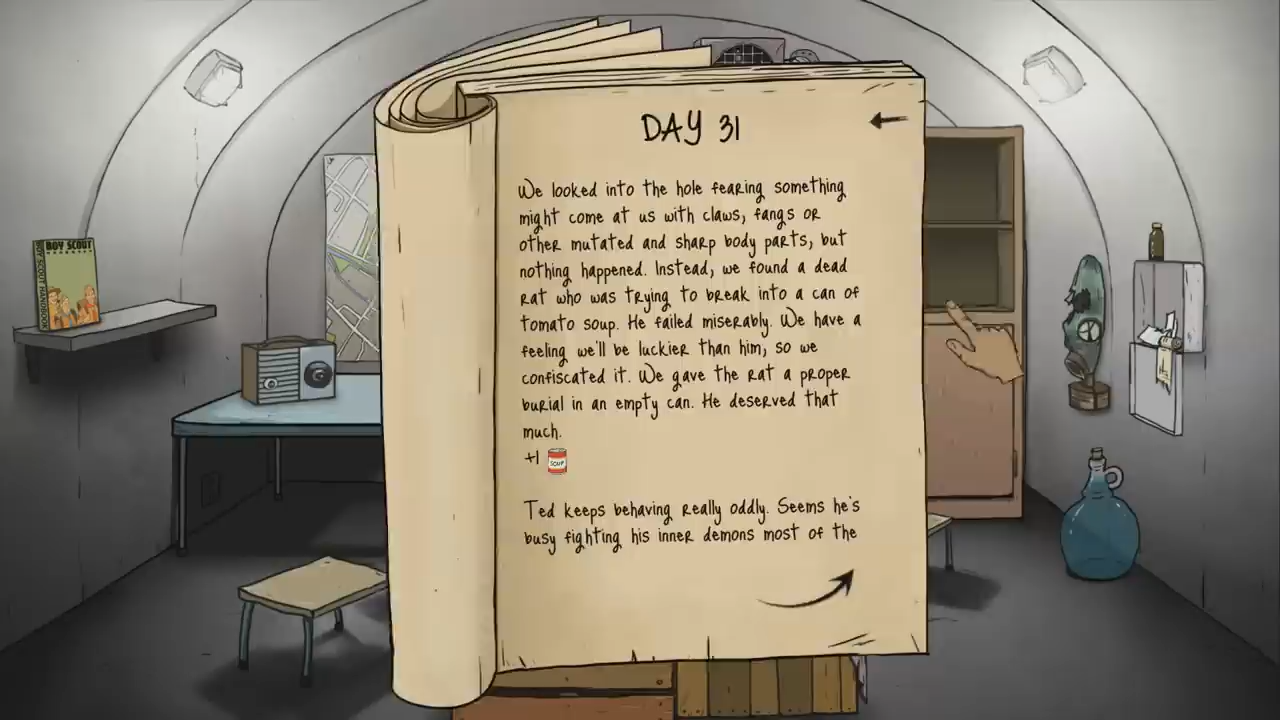 DAY 31
We looked into the hole fearing something
might come at us with claws, fangs or
other mutated and sharp body parts, but
nothing happened. Instead, we found a dead
rat who was trying to break into a can of
tomato soup. He failed miserably. We have a
feeling we'll be luckier than him, so we
confiscated it. We gave the rat a proper
burial in an empty can. He deserved that
much.
+1 SOUP
Ted keeps behaving really oddly. Seems he's
busy fighting his inner demons most of the
BOY SCOUT
BOY SCOUT HANDBOOK